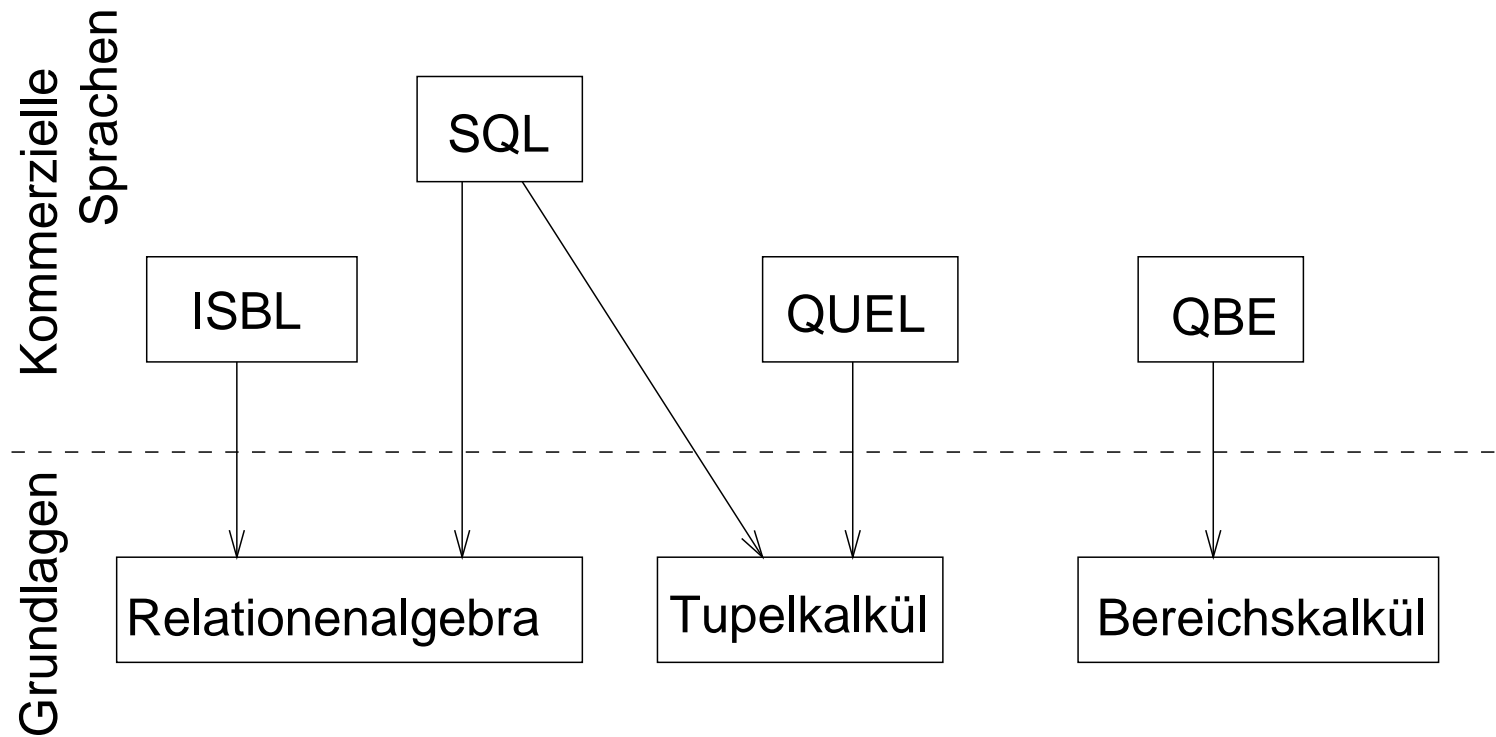 Kommerzielle
Sprachen
SQL
ISBL
QUEL
QBE
Grundlagen
Relationenalgebra
Tupelkalkül
Bereichskalkül